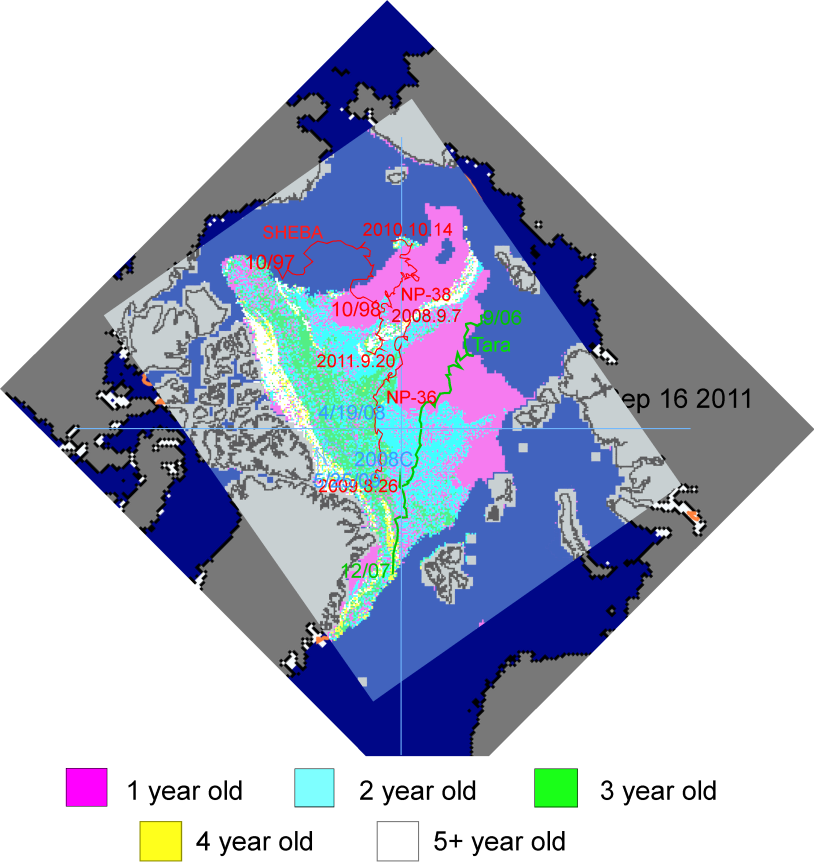 SHEBA
2010.10.14
10/97
NP-38
10/98
2008.9.7
9/06
Tara
2011.9.20
NP-36
ep 16 2011
4/19/08
2008C
2009.3.26
12/07
1 year old
2 year old
3 year old
4 year old
5+ year old